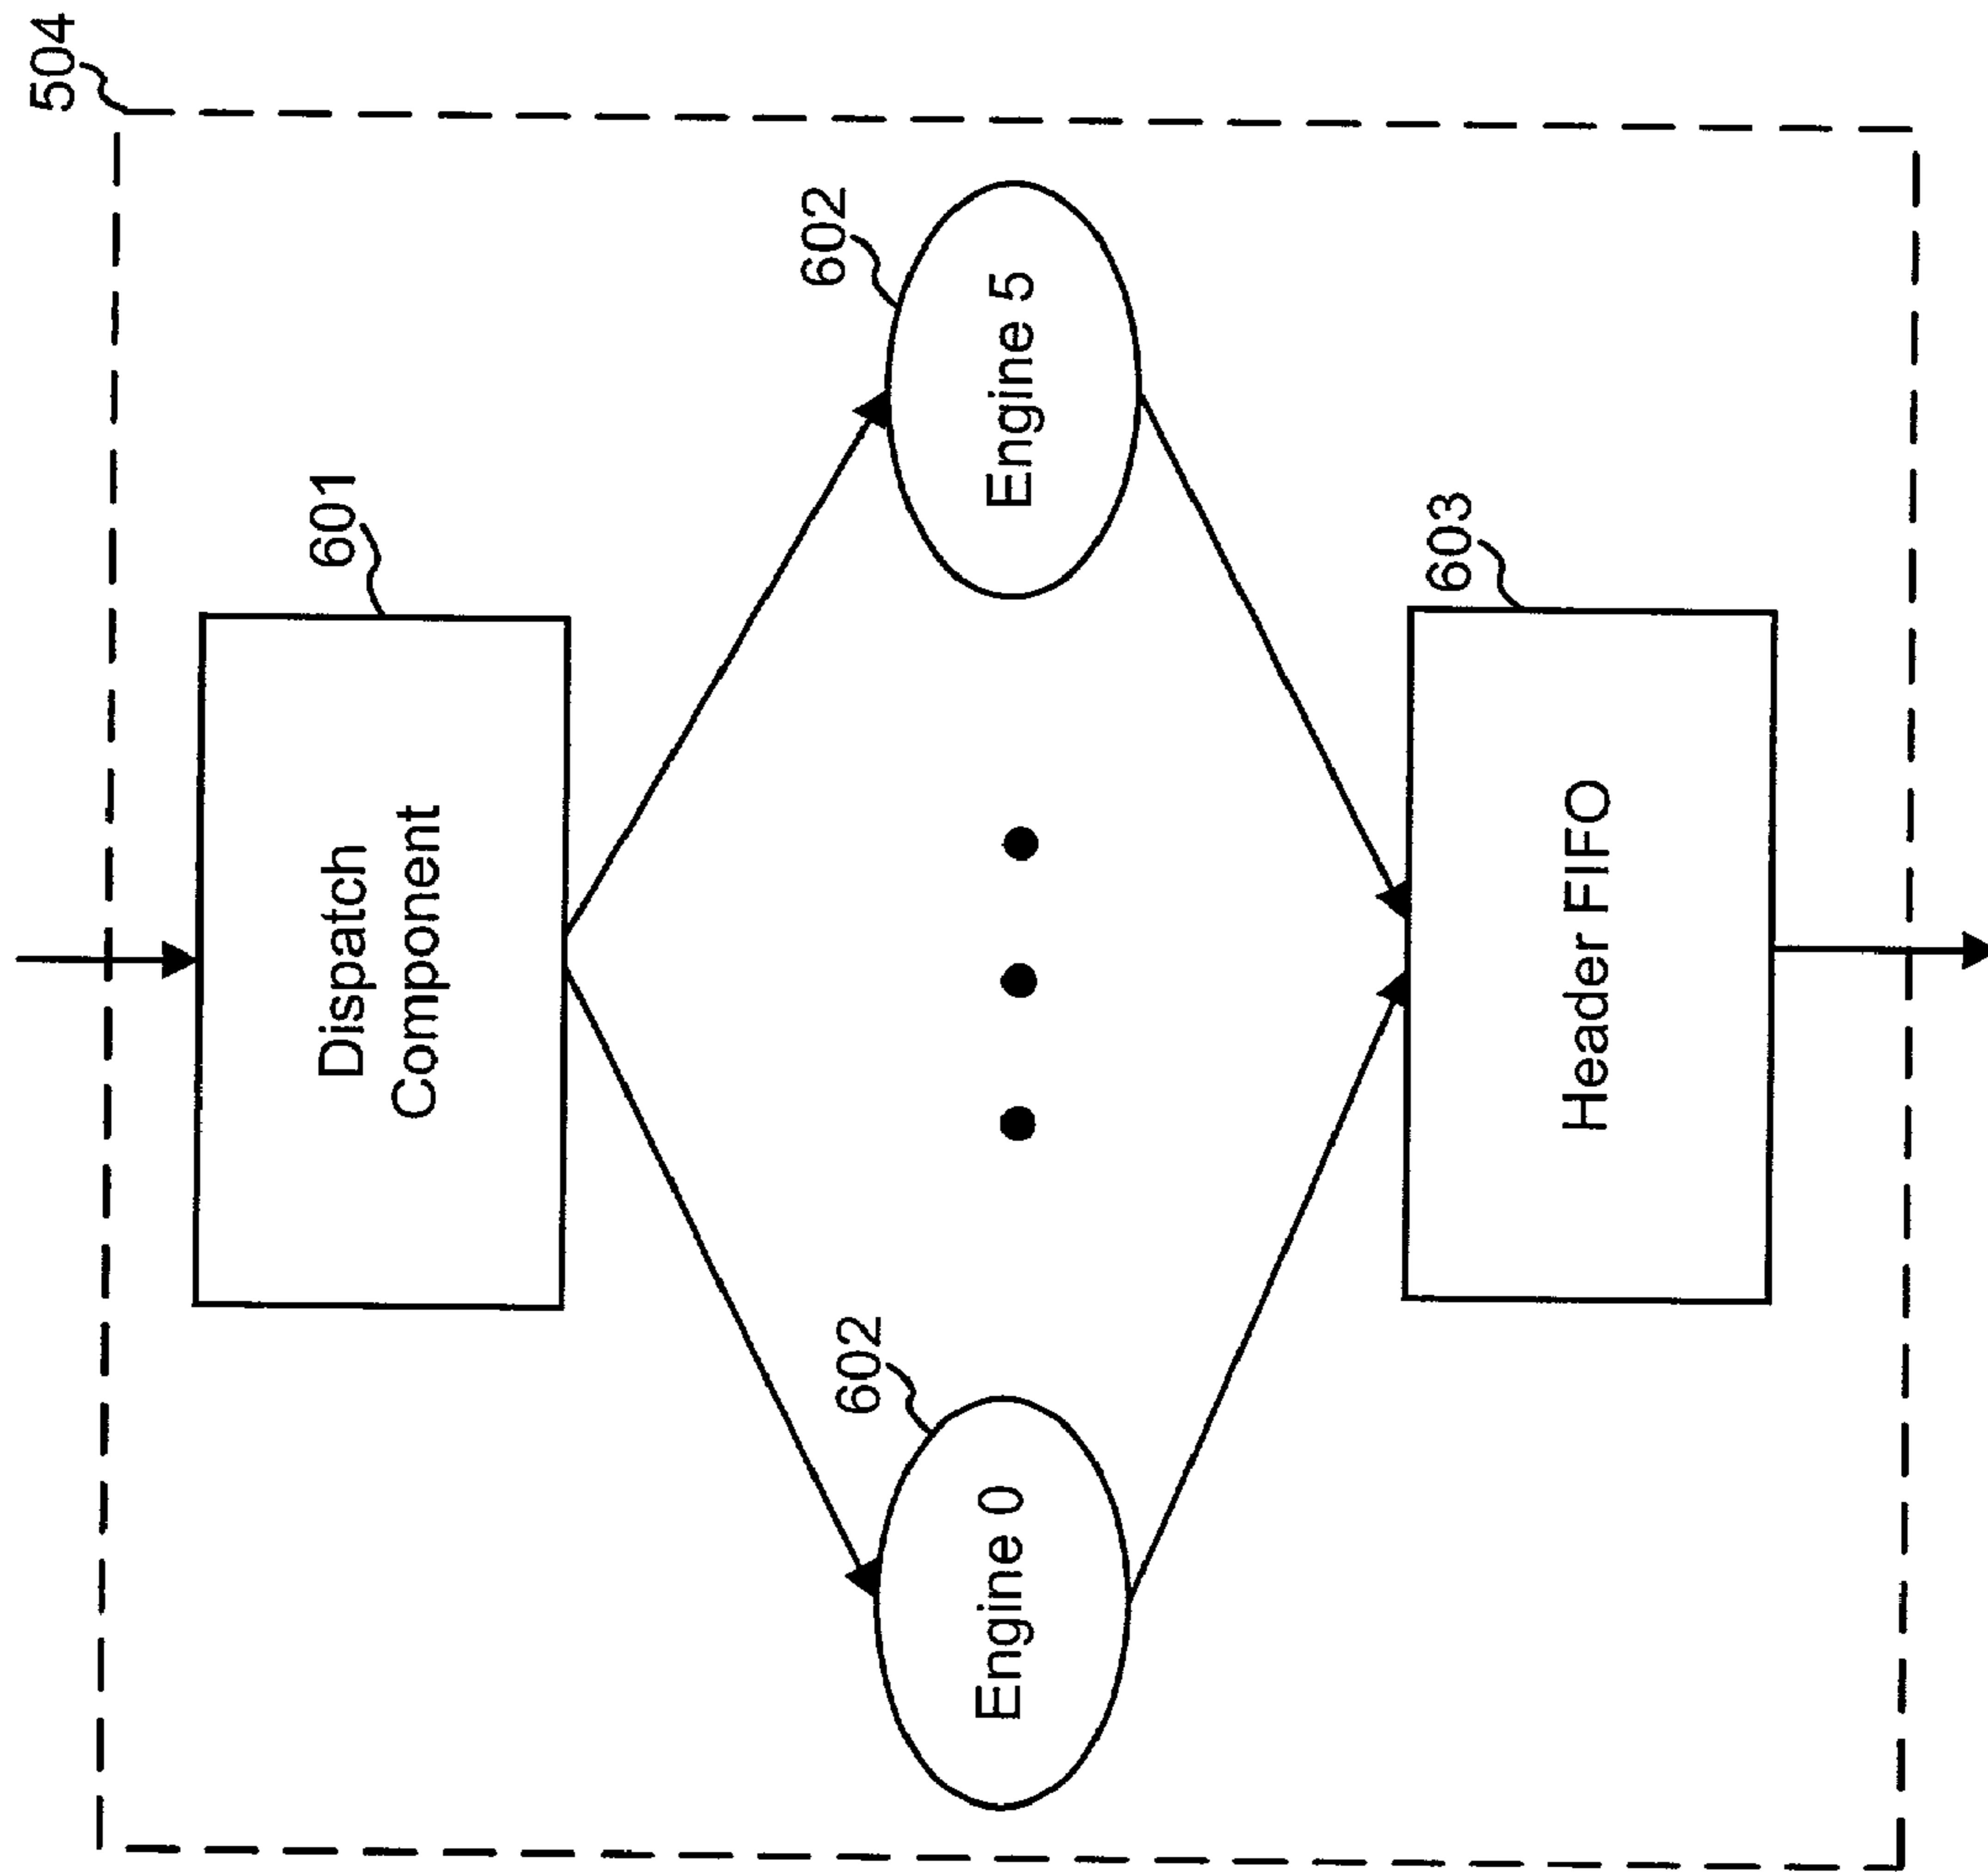 504
601
Dispatch
Component
602
Engine 0
602
Engine 5
603
Header FIFO